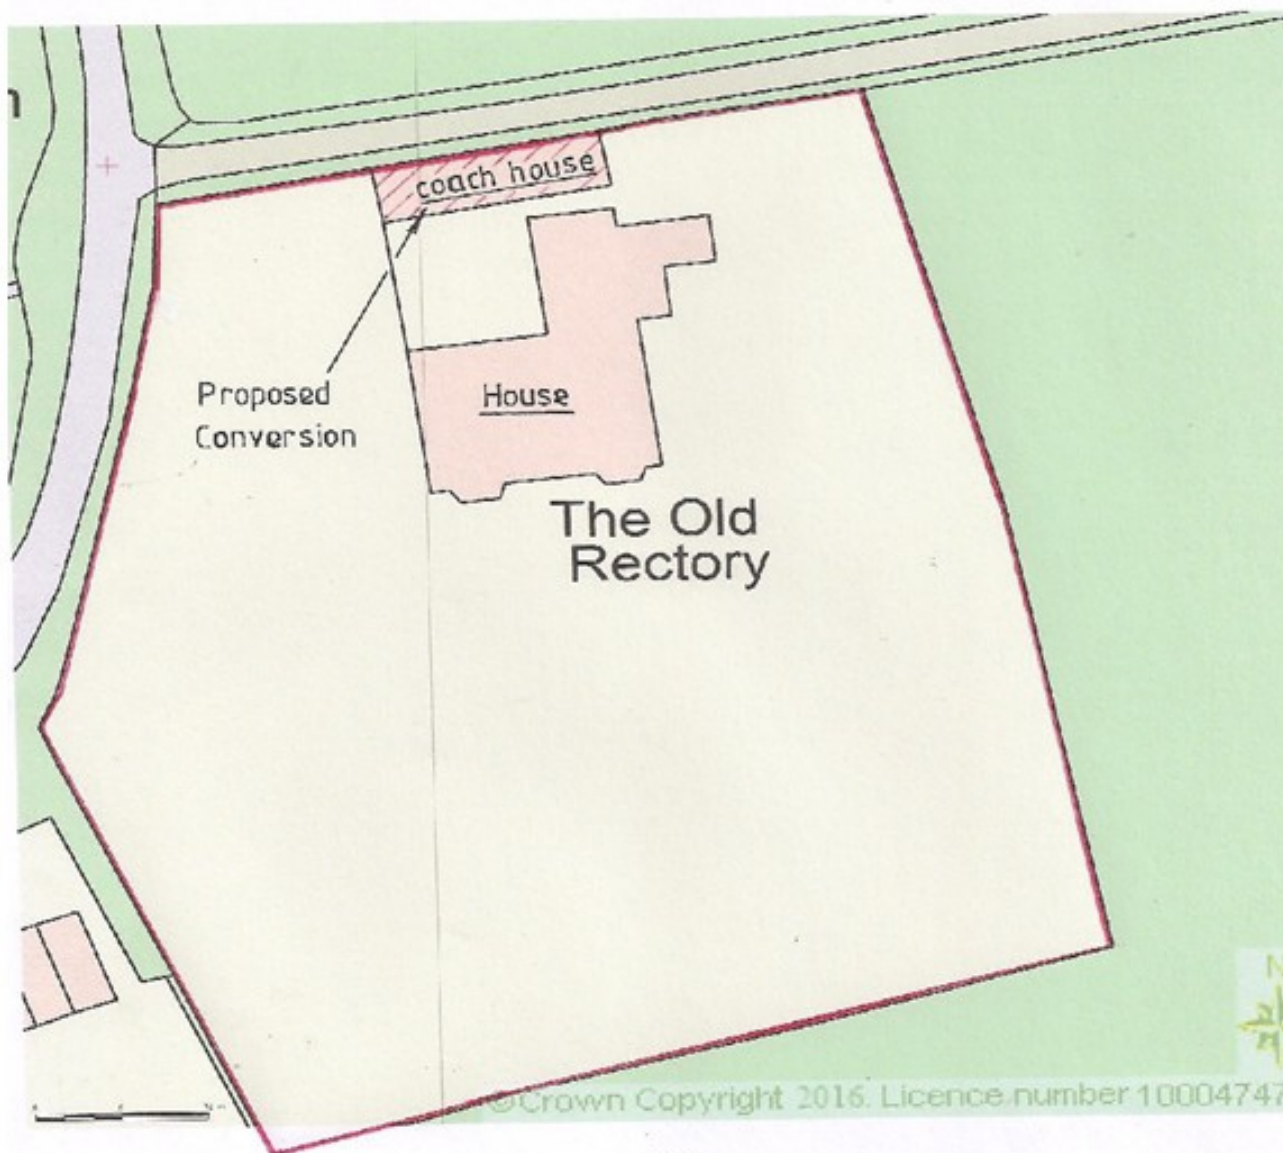 n
coach house
Proposed
Conversion
House
The Old
Rectory
N
©Crown Copyright 2016. Licence number 10004747